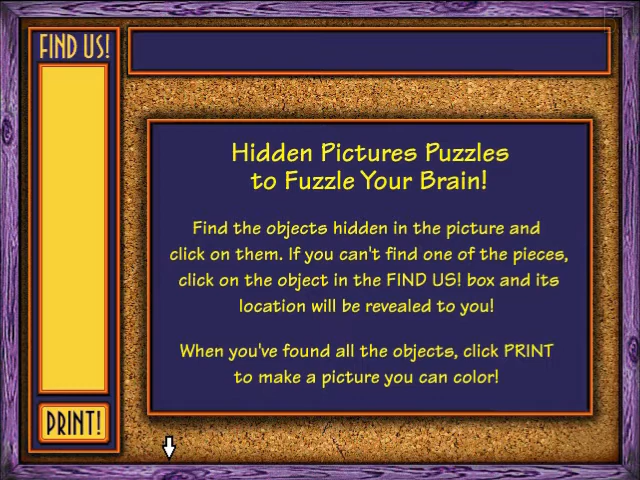 FIND US!
Hidden Pictures Puzzles
to Fuzzle Your Brain!
Find the objects hidden in the picture and
click on them. If you can't find one of the pieces,
click on the object in the FIND US! box and its
location will be revealed to you!
When you've found all the objects, click PRINT
to make a picture you can color!
PRINT!